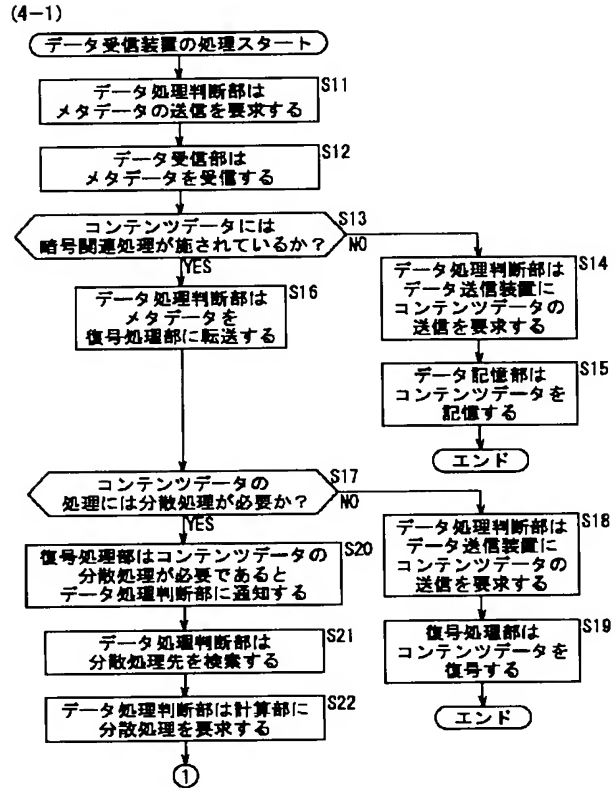 (4-1)
データ受信装置の処理スタート
S11
データ処理判断部は
メタデータの送信を要求する
S12
データ受信部は
メタデータを受信する
S13
コンテンツデータには
暗号関連処理が施されているか?
NO
YES
S14
データ処理判断部は
データ送信装置に
コンテンツデータの
送信を要求する
S15
データ記憶部は
コンテンツデータを
記憶する
エンド
S16
データ処理判断部は
メタデータを
復号処理部に転送する
S17
コンテンツデータの
処理には分散処理が必要か?
NO
YES
S18
データ処理判断部は
データ送信装置に
コンテンツデータの
送信を要求する
S19
復号処理部は
コンテンツデータを
復号する
エンド
S20
復号処理部はコンテンツデータの
分散処理が必要であると
データ処理判断部に通知する
S21
データ処理判断部は
分散処理先を検索する
S22
データ処理判断部は計算部に
分散処理を要求する
①